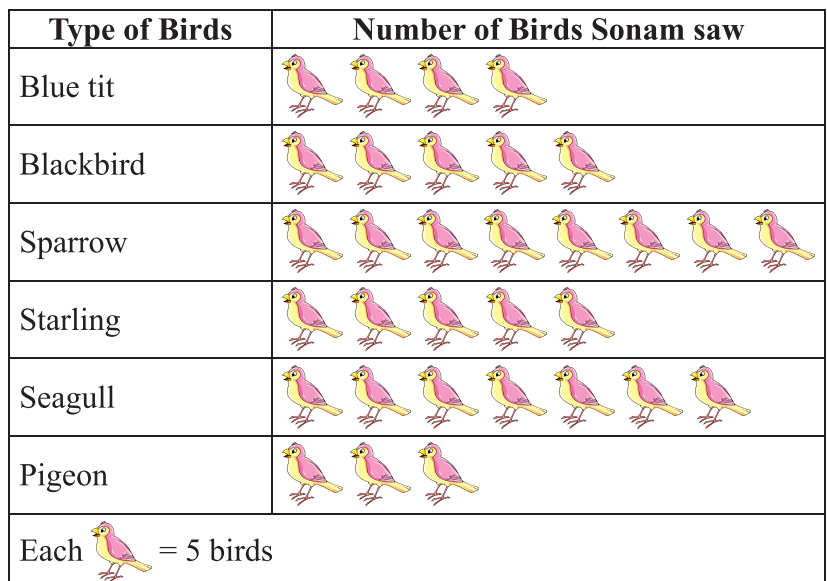 Type of Birds Number of Birds Sonam saw
Blue tit
Blackbird
Sparrow
Starling
Seagull
Pigeon
Each = 5 birds